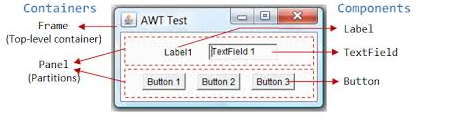 Containers
Components
Frame
(Top-level container)
AWT Test
Label
Label1
TextField 1
TextField
Panel
(Partitions)
Button 1
Button 2
Button 3
Button